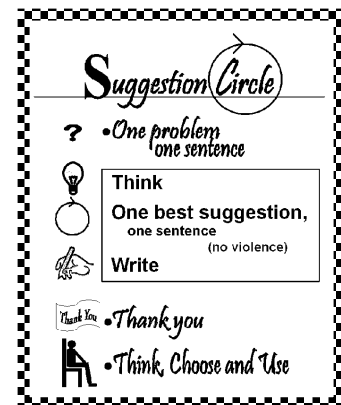 Suggestion Circle
? •One problem
one sentence
Think
One best suggestion,
one sentence
(no violence)
Write
Thank You •Thank you
•Think, Choose and Use